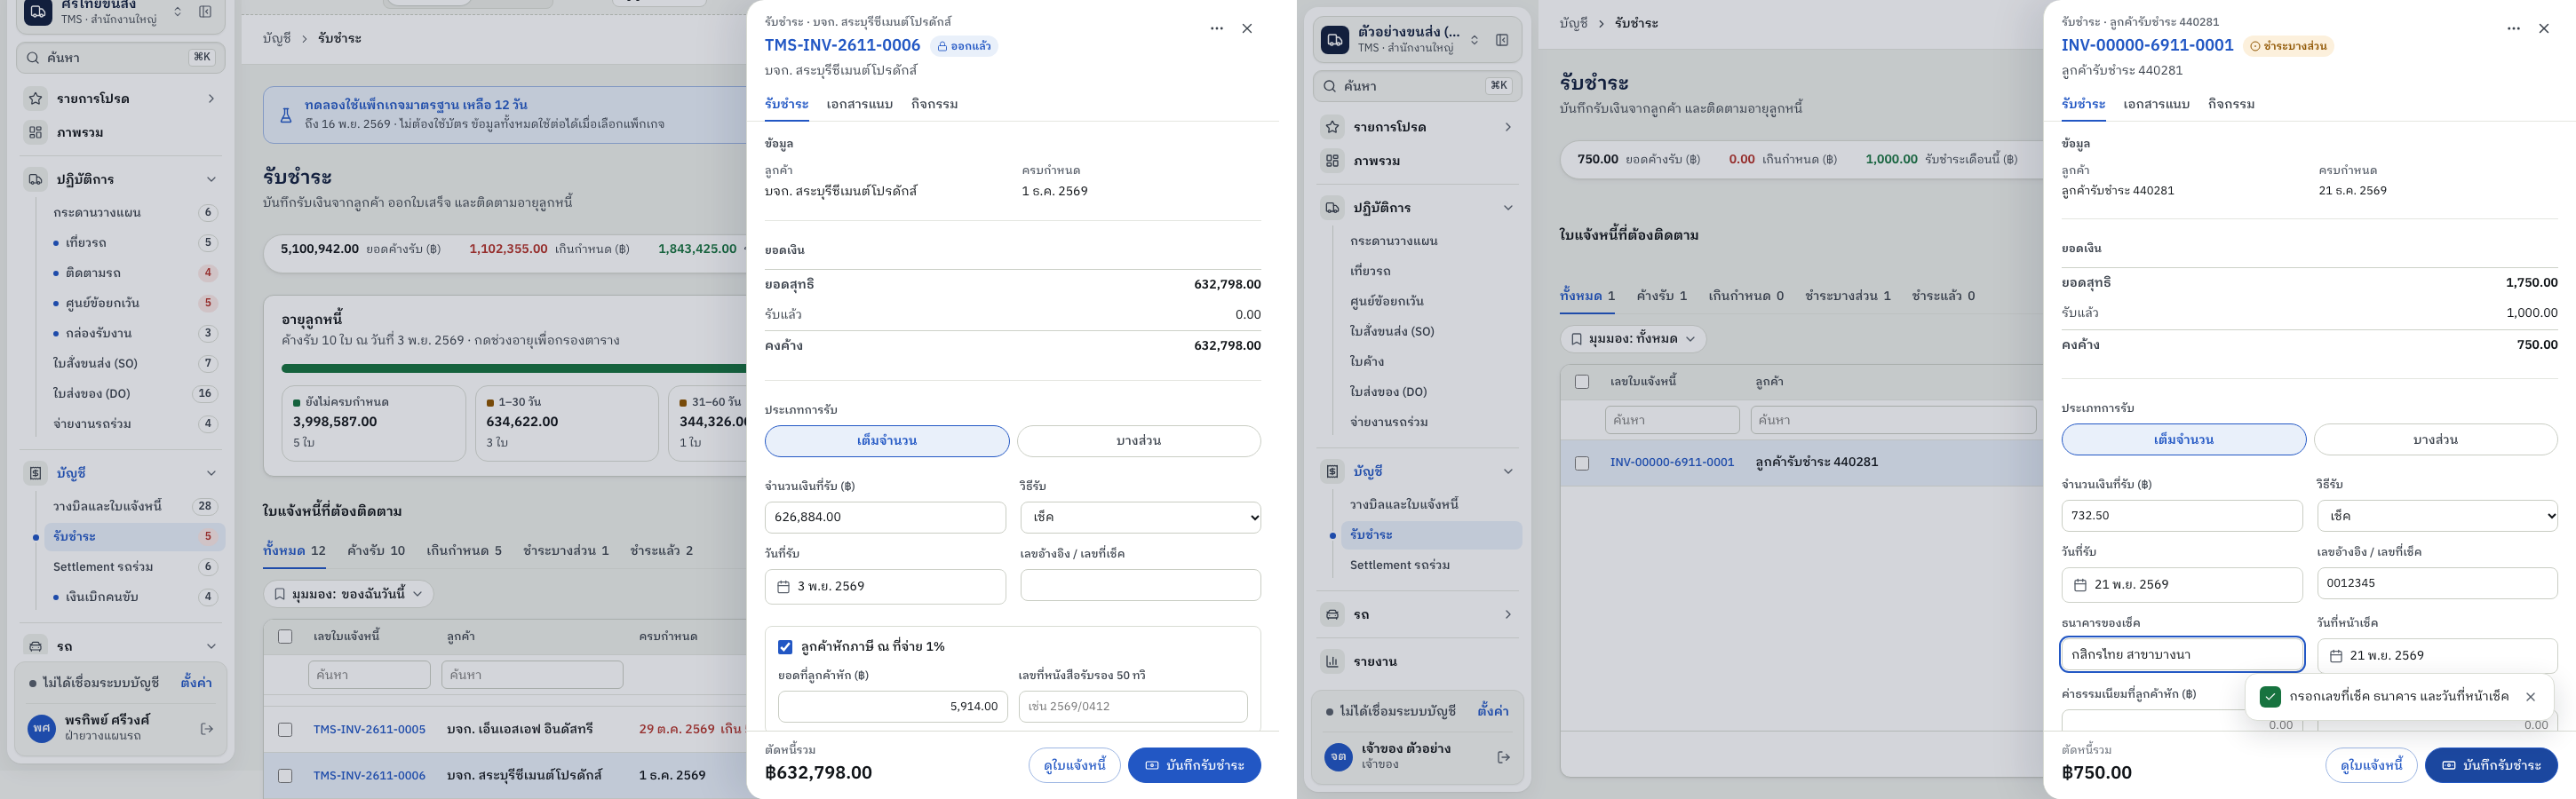 ศรีไทยขนส่ง
TMS · สำนักงานใหญ่
ค้นหา
⌘K
รายการโปรด
ภาพรวม
ปฏิบัติการ
กระดานวางแผน 6
เที่ยวรถ 5
ติดตามรถ 4
ศูนย์ข้อยกเว้น 5
กล่องรับงาน 3
ใบสั่งขนส่ง (SO) 7
ใบส่งของ (DO) 16
จ่ายงานรถร่วม 4
บัญชี
วางบิลและใบแจ้งหนี้ 28
รับชำระ 5
Settlement รถร่วม 6
เงินเบิกคนขับ 4
รถ
ไม่ได้เชื่อมระบบบัญชี ตั้งค่า
พศ
พรทิพย์ ศรีวงศ์
ฝ่ายวางแผนรถ
บัญชี > รับชำระ
ทดลองใช้แพ็กเกจมาตรฐาน เหลือ 12 วัน
ถึง 16 พ.ย. 2569 · ไม่ต้องใช้บัตร ข้อมูลทั้งหมดใช้ต่อได้เมื่อเลือกแพ็กเกจ
รับชำระ
บันทึกรับเงินจากลูกค้า ออกใบเสร็จ และติดตามอายุลูกหนี้
5,100,942.00 ยอดค้างรับ (฿) 1,102,355.00 เกินกำหนด (฿) 1,843,425.00
อายุลูกหนี้
ค้างรับ 10 ใบ ณ วันที่ 3 พ.ย. 2569 · กดช่วงอายุเพื่อกรองตาราง
ยังไม่ครบกำหนด
3,998,587.00
5 ใบ
1–30 วัน
634,622.00
3 ใบ
31–60 วัน
344,326.00
1 ใบ
ใบแจ้งหนี้ที่ต้องติดตาม
ทั้งหมด 12 ค้างรับ 10 เกินกำหนด 5 ชำระบางส่วน 1 ชำระแล้ว 2
มุมมอง: ของฉันวันนี้
เลขใบแจ้งหนี้ ลูกค้า ครบกำหนด
ค้นหา ค้นหา
TMS-INV-2611-0005 บจก. เอ็นเอสเอฟ อินดัสทรี 29 ต.ค. 2569 เกิน
TMS-INV-2611-0006 บจก. สระบุรีซีเมนต์โปรดักส์ 1 ธ.ค. 2569
รับชำระ · บจก. สระบุรีซีเมนต์โปรดักส์
TMS-INV-2611-0006 ออกแล้ว
บจก. สระบุรีซีเมนต์โปรดักส์
รับชำระ เอกสารแนบ กิจกรรม
ข้อมูล
ลูกค้า ครบกำหนด
บจก. สระบุรีซีเมนต์โปรดักส์ 1 ธ.ค. 2569
ยอดเงิน
ยอดสุทธิ 632,798.00
รับแล้ว 0.00
คงค้าง 632,798.00
ประเภทการรับ
เต็มจำนวน บางส่วน
จำนวนเงินที่รับ (฿) วิธีรับ
626,884.00 เช็ค
วันที่รับ เลขอ้างอิง / เลขที่เช็ค
3 พ.ย. 2569
ลูกค้าหักภาษี ณ ที่จ่าย 1%
ยอดที่ลูกค้าหัก (฿) เลขที่หนังสือรับรอง 50 ทวิ
5,914.00 เช่น 2569/0412
ตัดหนี้รวม
฿632,798.00
ดูใบแจ้งหนี้ บันทึกรับชำระ
ตัวอย่างขนส่ง (...
TMS · สำนักงานใหญ่
ค้นหา
⌘K
รายการโปรด
ภาพรวม
ปฏิบัติการ
กระดานวางแผน
เที่ยวรถ
ศูนย์ข้อยกเว้น
ใบสั่งขนส่ง (SO)
ใบค้าง
ใบส่งของ (DO)
จ่ายงานรถร่วม
บัญชี
วางบิลและใบแจ้งหนี้
รับชำระ
Settlement รถร่วม
รถ
รายงาน
ไม่ได้เชื่อมระบบบัญชี ตั้งค่า
จต
เจ้าของ ตัวอย่าง
เจ้าของ
บัญชี > รับชำระ
รับชำระ
บันทึกรับเงินจากลูกค้า และติดตามอายุลูกหนี้
750.00 ยอดค้างรับ (฿) 0.00 เกินกำหนด (฿) 1,000.00 รับชำระเดือนนี้ (฿)
ใบแจ้งหนี้ที่ต้องติดตาม
ทั้งหมด 1 ค้างรับ 1 เกินกำหนด 0 ชำระบางส่วน 1 ชำระแล้ว 0
มุมมอง: ทั้งหมด
เลขใบแจ้งหนี้ ลูกค้า
ค้นหา ค้นหา
INV-00000-6911-0001 ลูกค้ารับชำระ 440281
รับชำระ · ลูกค้ารับชำระ 440281
INV-00000-6911-0001 ชำระบางส่วน
ลูกค้ารับชำระ 440281
รับชำระ เอกสารแนบ กิจกรรม
ข้อมูล
ลูกค้า ครบกำหนด
ลูกค้ารับชำระ 440281 21 ธ.ค. 2569
ยอดเงิน
ยอดสุทธิ 1,750.00
รับแล้ว 1,000.00
คงค้าง 750.00
ประเภทการรับ
เต็มจำนวน บางส่วน
จำนวนเงินที่รับ (฿) วิธีรับ
732.50 เช็ค
วันที่รับ เลขอ้างอิง / เลขที่เช็ค
21 พ.ย. 2569 0012345
ธนาคารของเช็ค วันที่หน้าเช็ค
กสิกรไทย สาขาบางนา 21 พ.ย. 2569
ค่าธรรมเนียมที่ลูกค้าหัก (฿)
กรอกเลขที่เช็ค ธนาคาร และวันที่หน้าเช็ค
0.00 0.00
ตัดหนี้รวม
฿750.00
ดูใบแจ้งหนี้ บันทึกรับชำระ